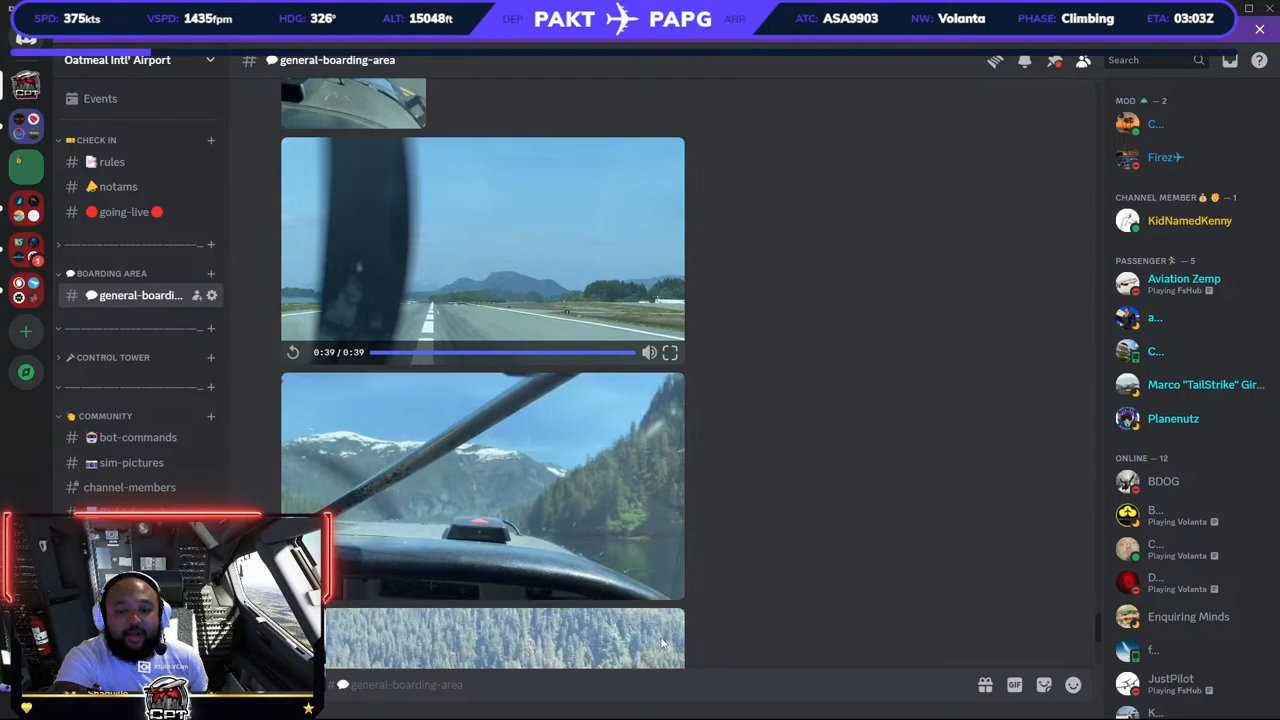 SPD: 375kts VSPD: 1435fpm HDG: 326° ALT: 15048ft DEP PAKT PAPG ARR ATC: ASA9903 NW: Volanta PHASE: Climbing ETA: 03:03Z
Oatmeal Intl' Airport
# general-boarding-area
Search
Events
CHECK IN
# rules
# notams
# going-live
BOARDING AREA
# general-boardi...
CONTROL TOWER
COMMUNITY
# bot-commands
# sim-pictures
channel-members
0:39/0:39
XSplit VCam
CPT
# general-boarding-area
GIF
MOD — 2
C...
Firez
CHANNEL MEMBER — 1
KidNamedKenny
PASSENGER — 5
Aviation Zemp
Playing FsHub
a...
C...
Marco "TailStrike" Gir...
Planenutz
ONLINE — 12
BDOG
B...
Playing Volanta
C...
Playing Volanta
D...
Playing Volanta
Enquiring Minds
f...
JustPilot
Playing FsHub
K...